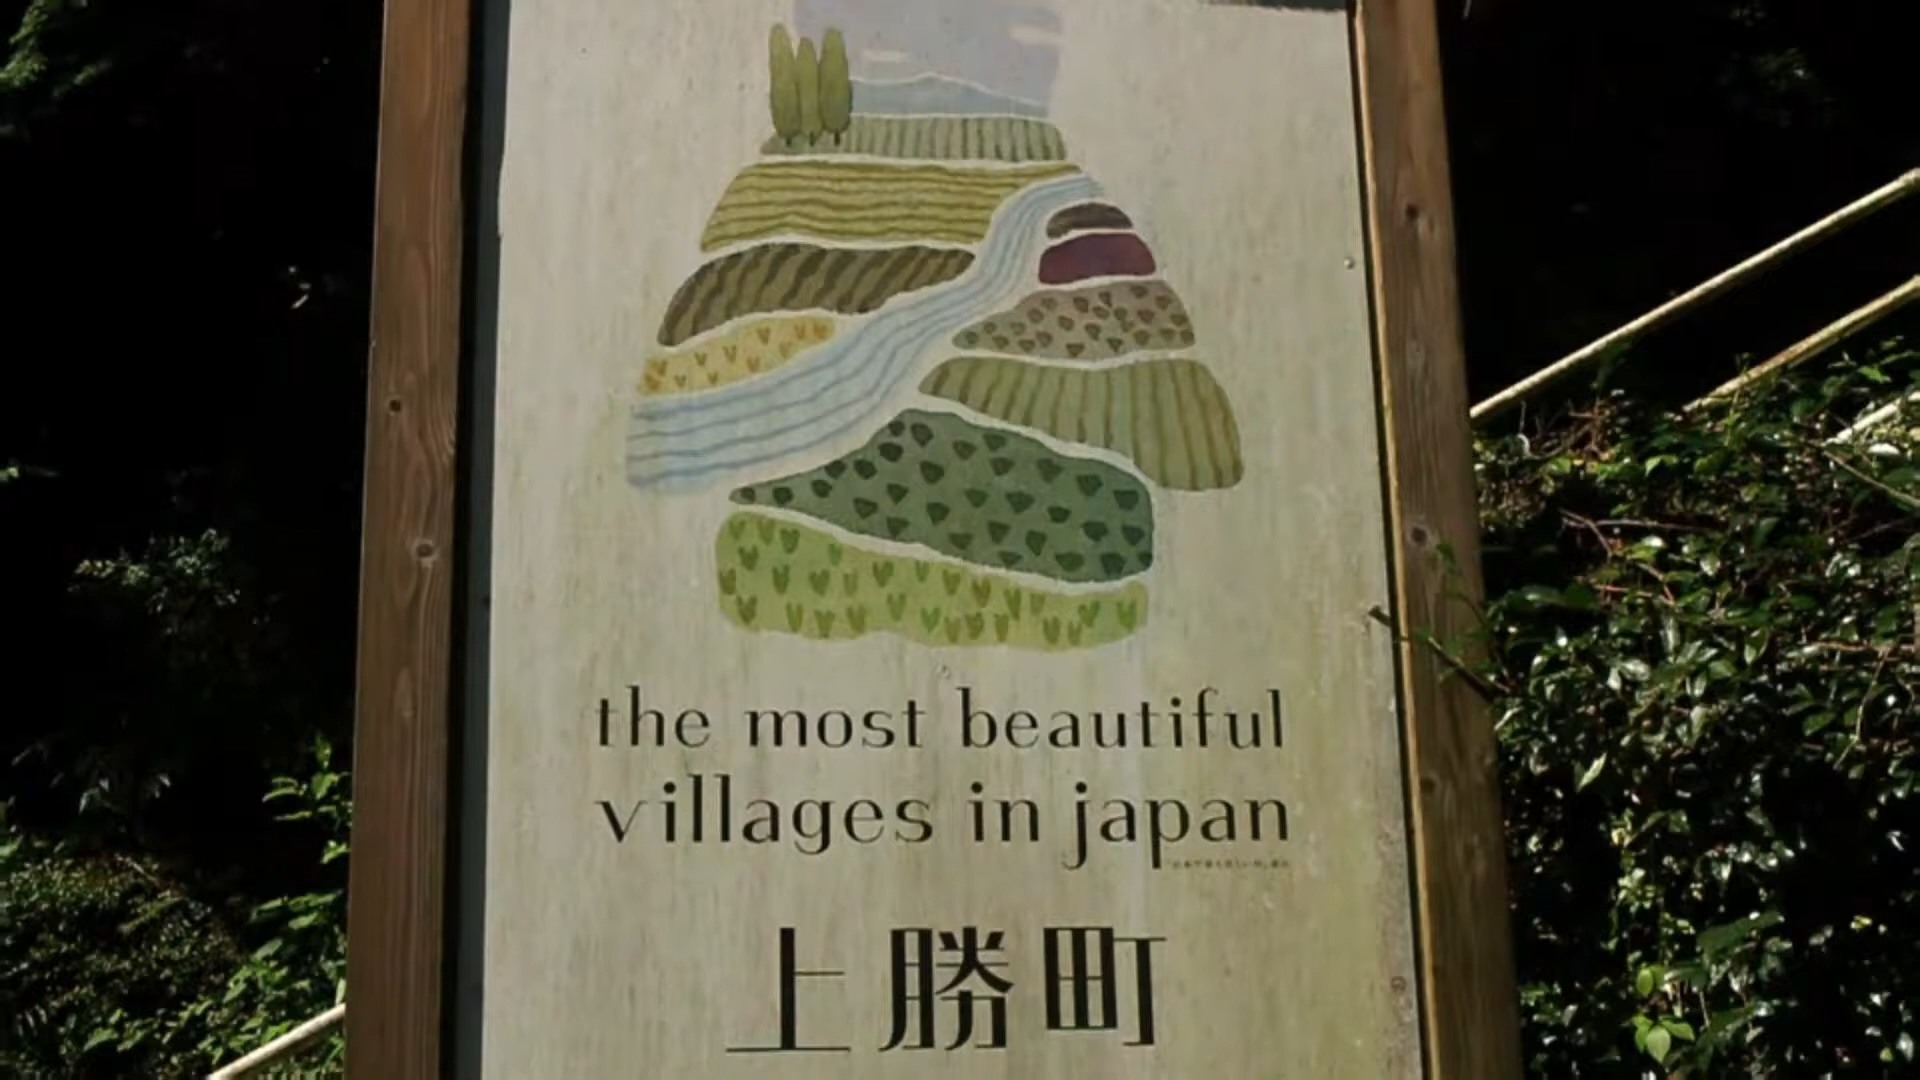 the most beautiful
villages in japan
上勝町